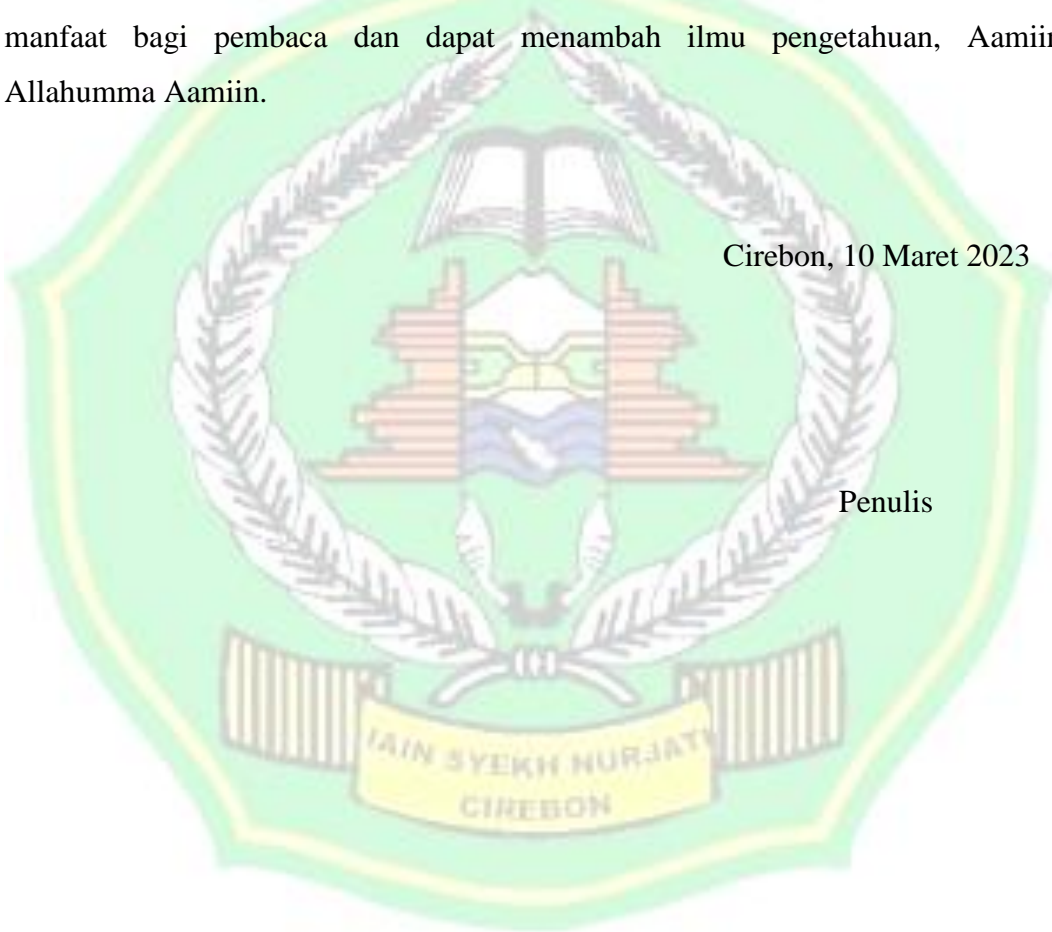 manfaat bagi pembaca dan dapat menambah ilmu pengetahuan, Aamiin
Allahumma Aamiin.
Cirebon, 10 Maret 2023
Penulis
IAIN SYEKH NURJATI
CIREBON